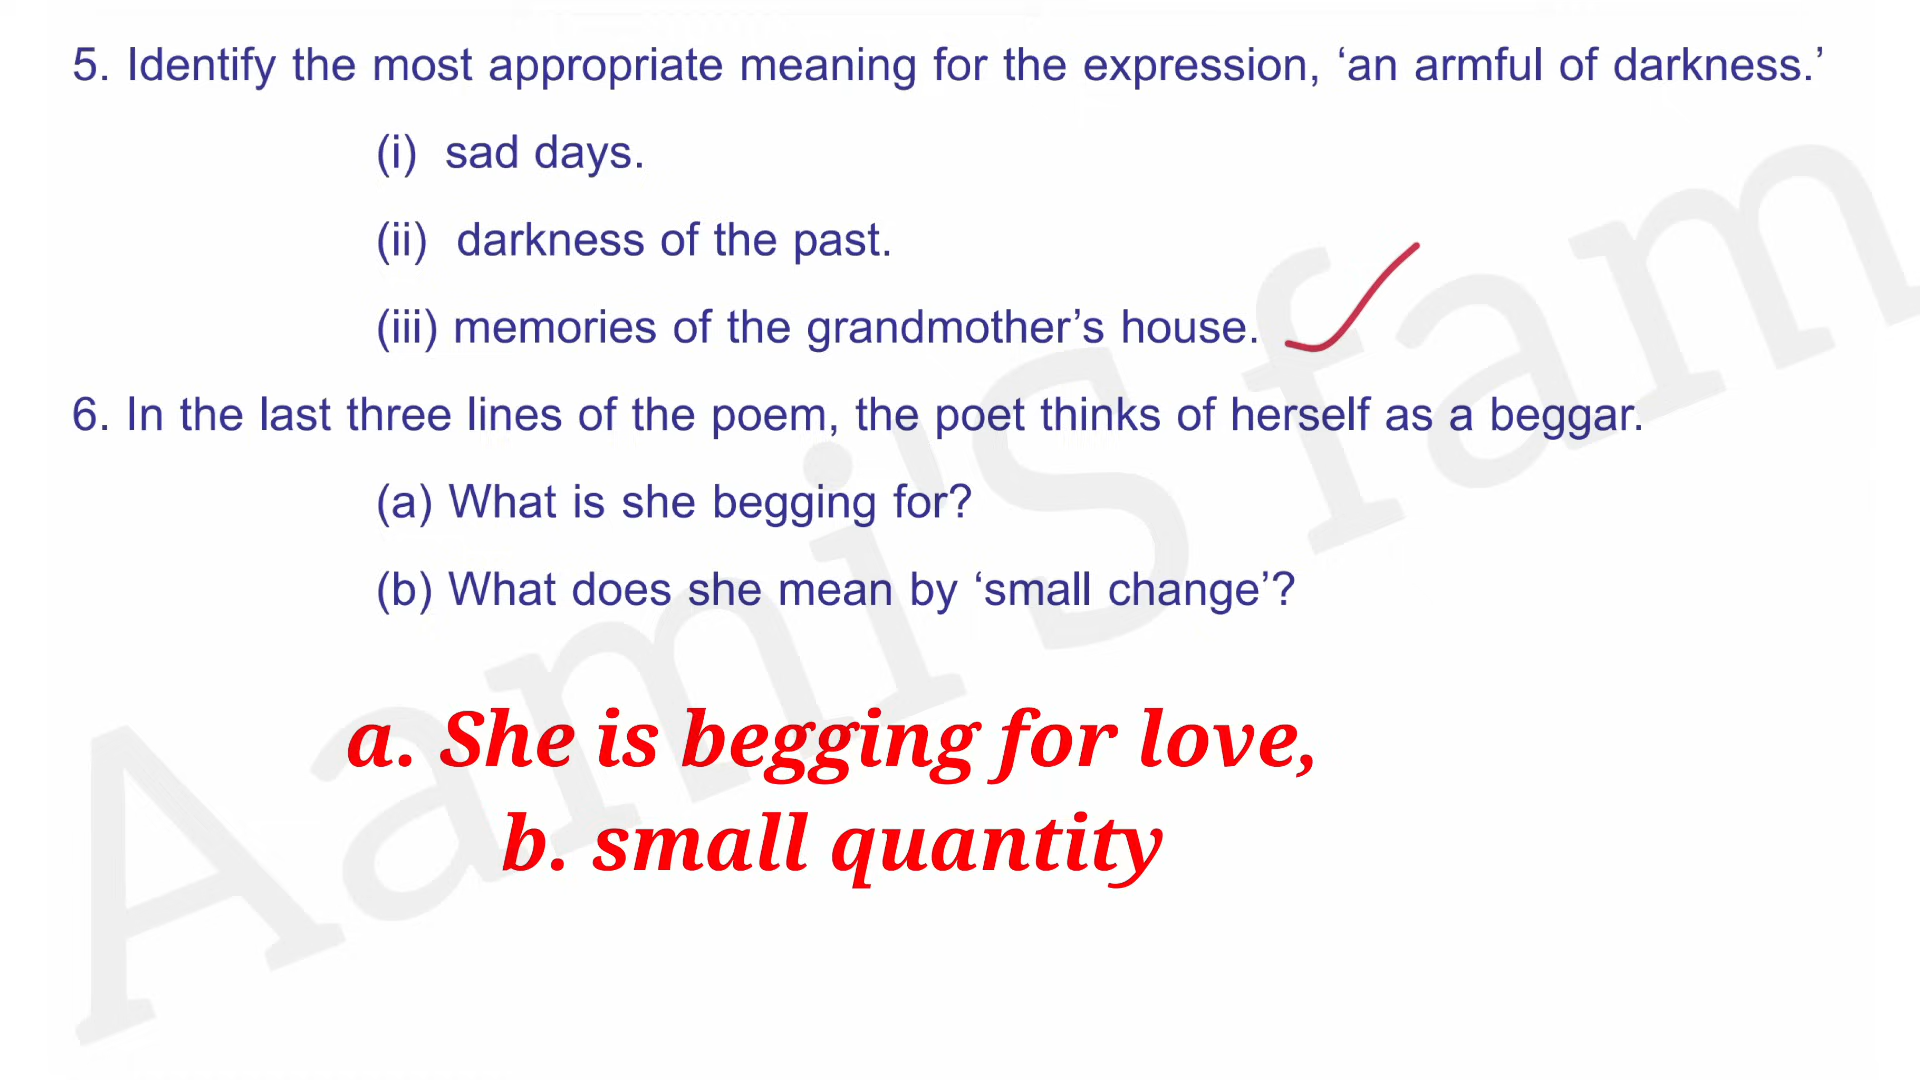 5. Identify the most appropriate meaning for the expression, ‘an armful of darkness.’
(i) sad days.
(ii) darkness of the past.
(iii) memories of the grandmother’s house.
6. In the last three lines of the poem, the poet thinks of herself as a beggar.
(a) What is she begging for?
(b) What does she mean by ‘small change’?
a. She is begging for love,
b. small quantity
Aami'S fam